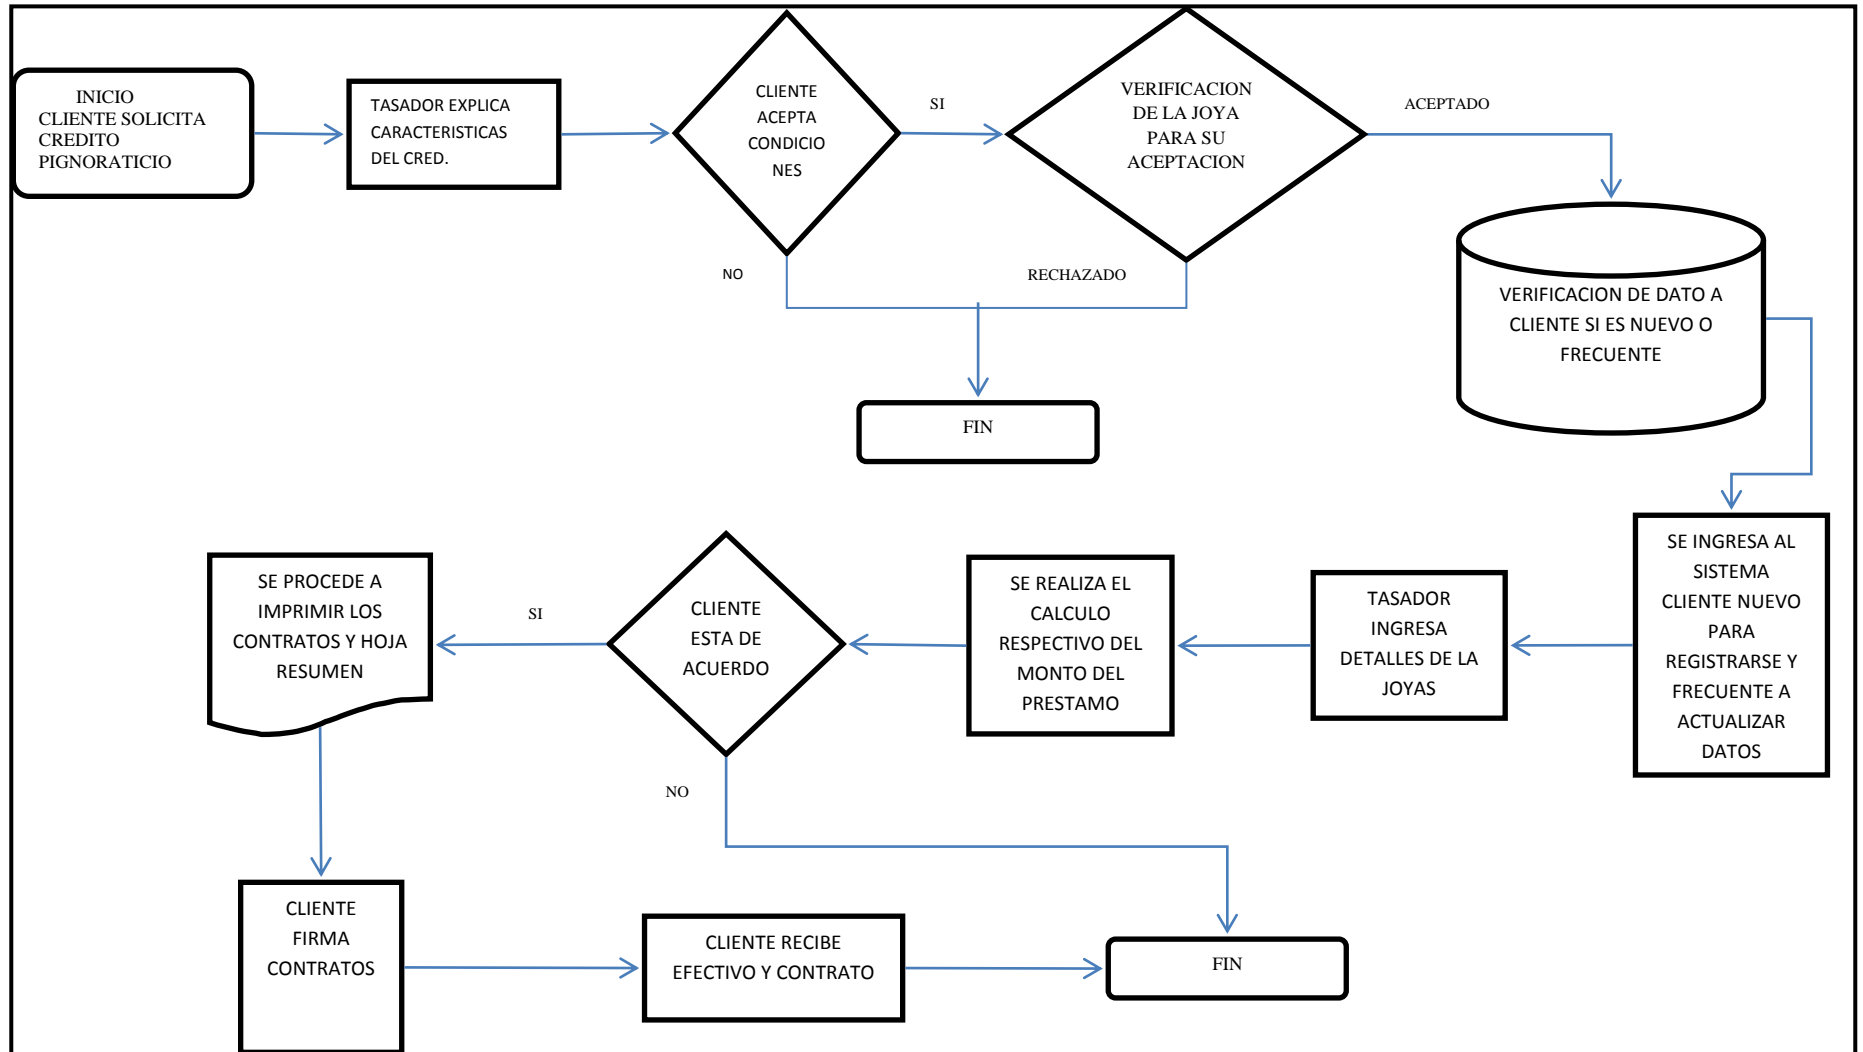 INICIO
CLIENTE SOLICITA
CREDITO
PIGNORATICIO
TASADOR EXPLICA
CARACTERISTICAS
DEL CRED.
CLIENTE
ACEPTA
CONDICIO
NES
SI
VERIFICACION
DE LA JOYA
PARA SU
ACEPTACION
ACEPTADO
NO
RECHAZADO
FIN
VERIFICACION DE DATO A
CLIENTE SI ES NUEVO O
FRECUENTE
SE INGRESA AL
SISTEMA
CLIENTE NUEVO
PARA
REGISTRARSE Y
FRECUENTE A
ACTUALIZAR
DATOS
TASADOR
INGRESA
DETALLES DE LA
JOYAS
SE REALIZA EL
CALCULO
RESPECTIVO DEL
MONTO DEL
PRESTAMO
CLIENTE
ESTA DE
ACUERDO
SI
SE PROCEDE A
IMPRIMIR LOS
CONTRATOS Y HOJA
RESUMEN
NO
CLIENTE
FIRMA
CONTRATOS
CLIENTE RECIBE
EFECTIVO Y CONTRATO
FIN